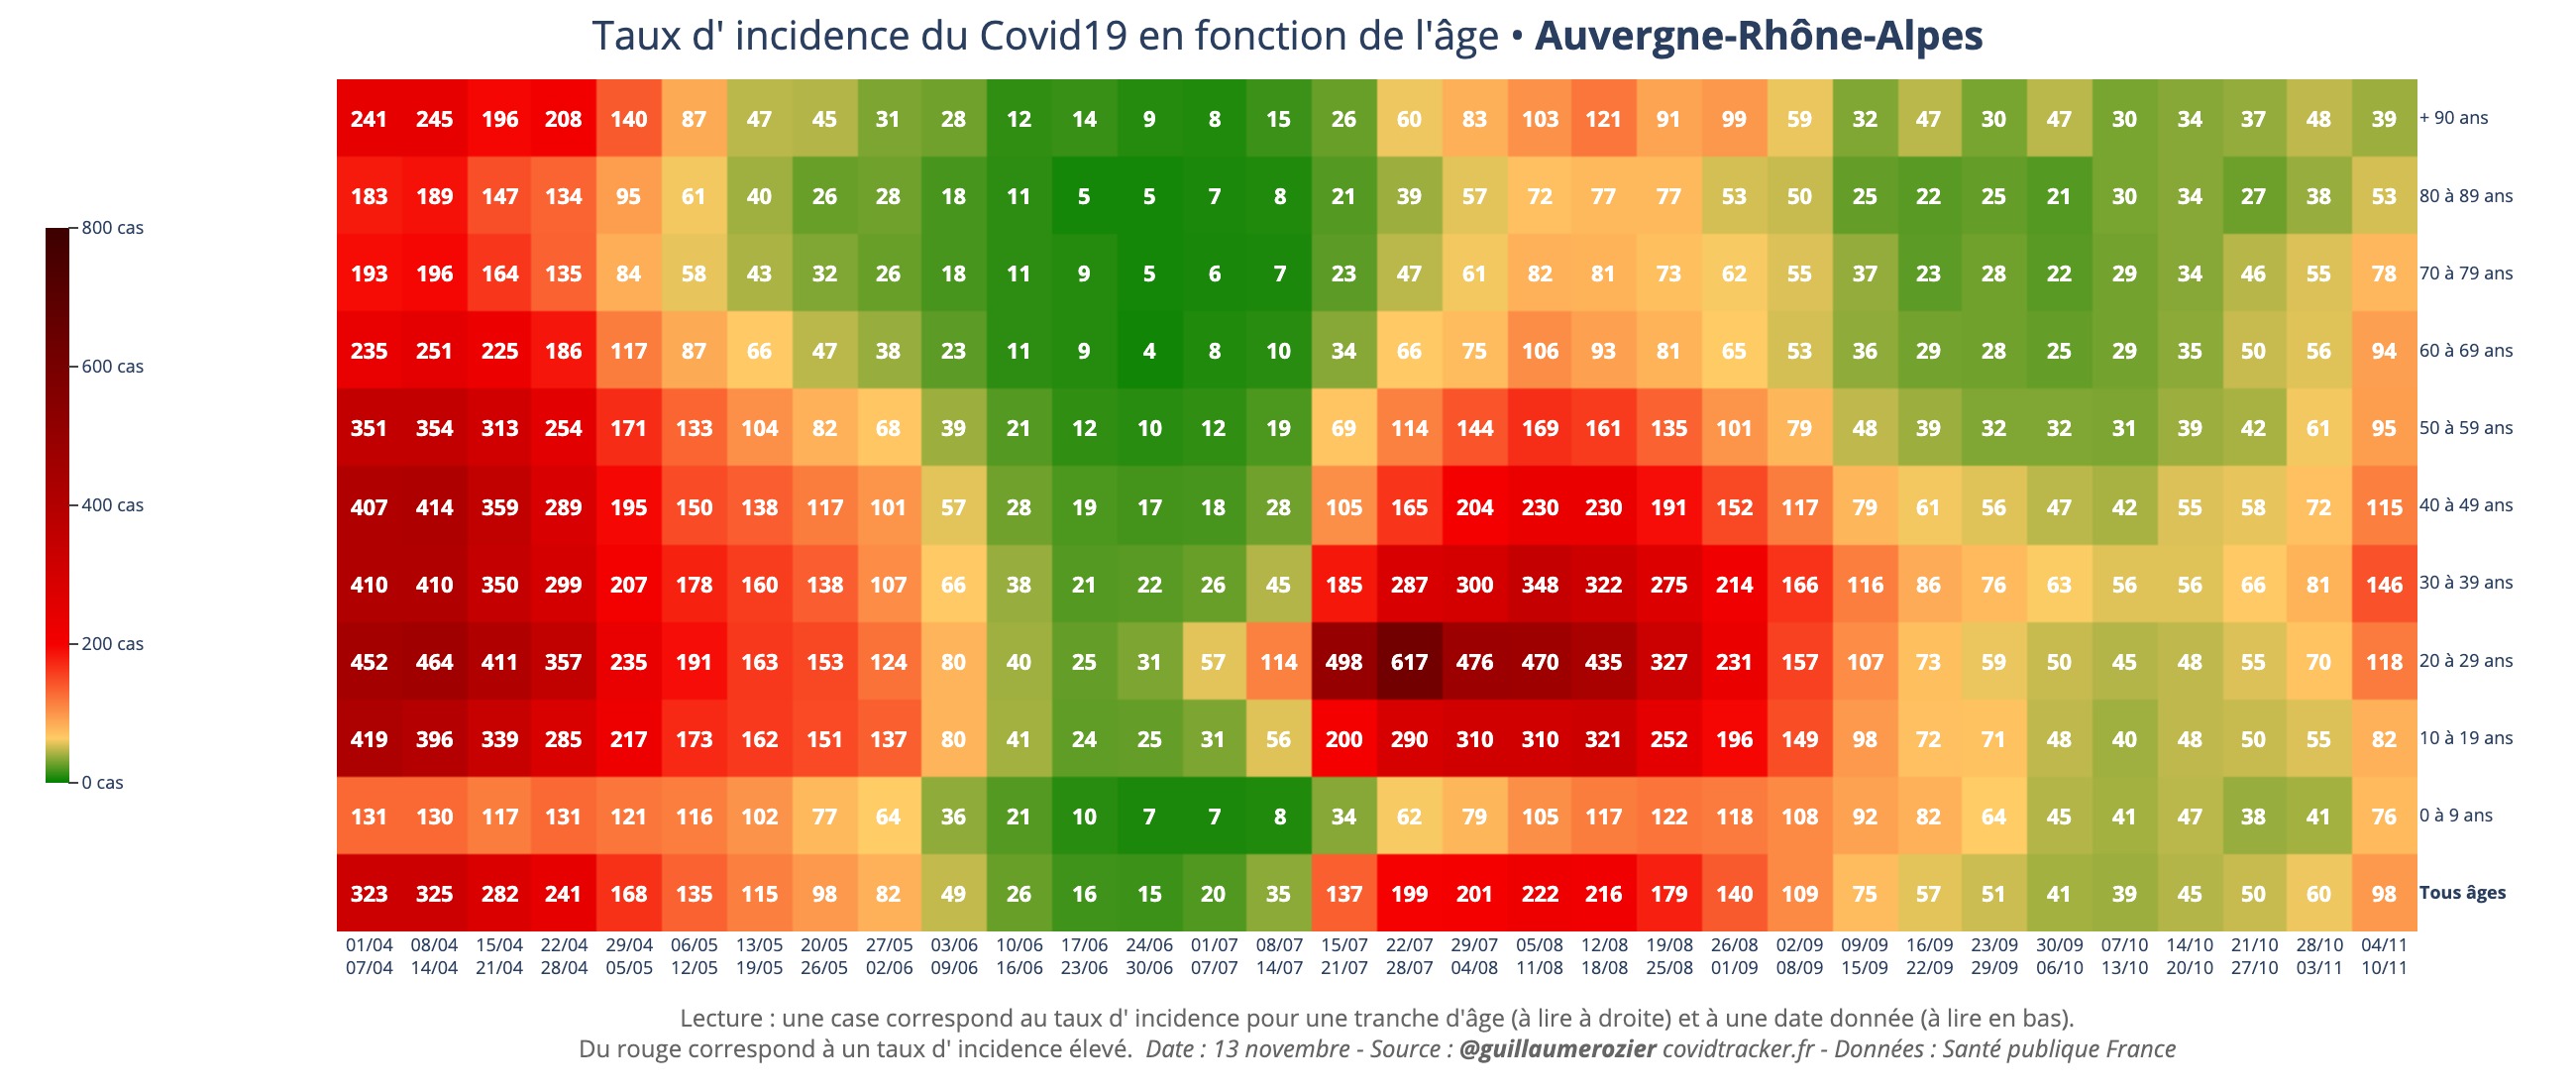 Taux d' incidence du Covid19 en fonction de l'âge • Auvergne-Rhône-Alpes
800 cas
600 cas
400 cas
200 cas
0 cas
241 245 196 208 140 87 47 45 31 28 12 14 9 8 15 26 60 83 103 121 91 99 59 32 47 30 47 30 34 37 48 39 + 90 ans
183 189 147 134 95 61 40 26 28 18 11 5 5 7 8 21 39 57 72 77 77 53 50 25 22 25 21 30 34 27 38 53 80 à 89 ans
193 196 164 135 84 58 43 32 26 18 11 9 5 6 7 23 47 61 82 81 73 62 55 37 23 28 22 29 34 46 55 78 70 à 79 ans
235 251 225 186 117 87 66 47 38 23 11 9 4 8 10 34 66 75 106 93 81 65 53 36 29 28 25 29 35 50 56 94 60 à 69 ans
351 354 313 254 171 133 104 82 68 39 21 12 10 12 19 69 114 144 169 161 135 101 79 48 39 32 32 31 39 42 61 95 50 à 59 ans
407 414 359 289 195 150 138 117 101 57 28 19 17 18 28 105 165 204 230 230 191 152 117 79 61 56 47 42 55 58 72 115 40 à 49 ans
410 410 350 299 207 178 160 138 107 66 38 21 22 26 45 185 287 300 348 322 275 214 166 116 86 76 63 56 56 66 81 146 30 à 39 ans
452 464 411 357 235 191 163 153 124 80 40 25 31 57 114 498 617 476 470 435 327 231 157 107 73 59 50 45 48 55 70 118 20 à 29 ans
419 396 339 285 217 173 162 151 137 80 41 24 25 31 56 200 290 310 310 321 252 196 149 98 72 71 48 40 48 50 55 82 10 à 19 ans
131 130 117 131 121 116 102 77 64 36 21 10 7 7 8 34 62 79 105 117 122 118 108 92 82 64 45 41 47 38 41 76 0 à 9 ans
323 325 282 241 168 135 115 98 82 49 26 16 15 20 35 137 199 201 222 216 179 140 109 75 57 51 41 39 45 50 60 98 Tous âges
01/04 08/04 15/04 22/04 29/04 06/05 13/05 20/05 27/05 03/06 10/06 17/06 24/06 01/07 08/07 15/07 22/07 29/07 05/08 12/08 19/08 26/08 02/09 09/09 16/09 23/09 30/09 07/10 14/10 21/10 28/10 04/11
07/04 14/04 21/04 28/04 05/05 12/05 19/05 26/05 02/06 09/06 16/06 23/06 30/06 07/07 14/07 21/07 28/07 04/08 11/08 18/08 25/08 01/09 08/09 15/09 22/09 29/09 06/10 13/10 20/10 27/10 03/11 10/11
Lecture : une case correspond au taux d' incidence pour une tranche d'âge (à lire à droite) et à une date donnée (à lire en bas).
Du rouge correspond à un taux d' incidence élevé. Date : 13 novembre - Source : @guillaumerozier covidtracker.fr - Données : Santé publique France